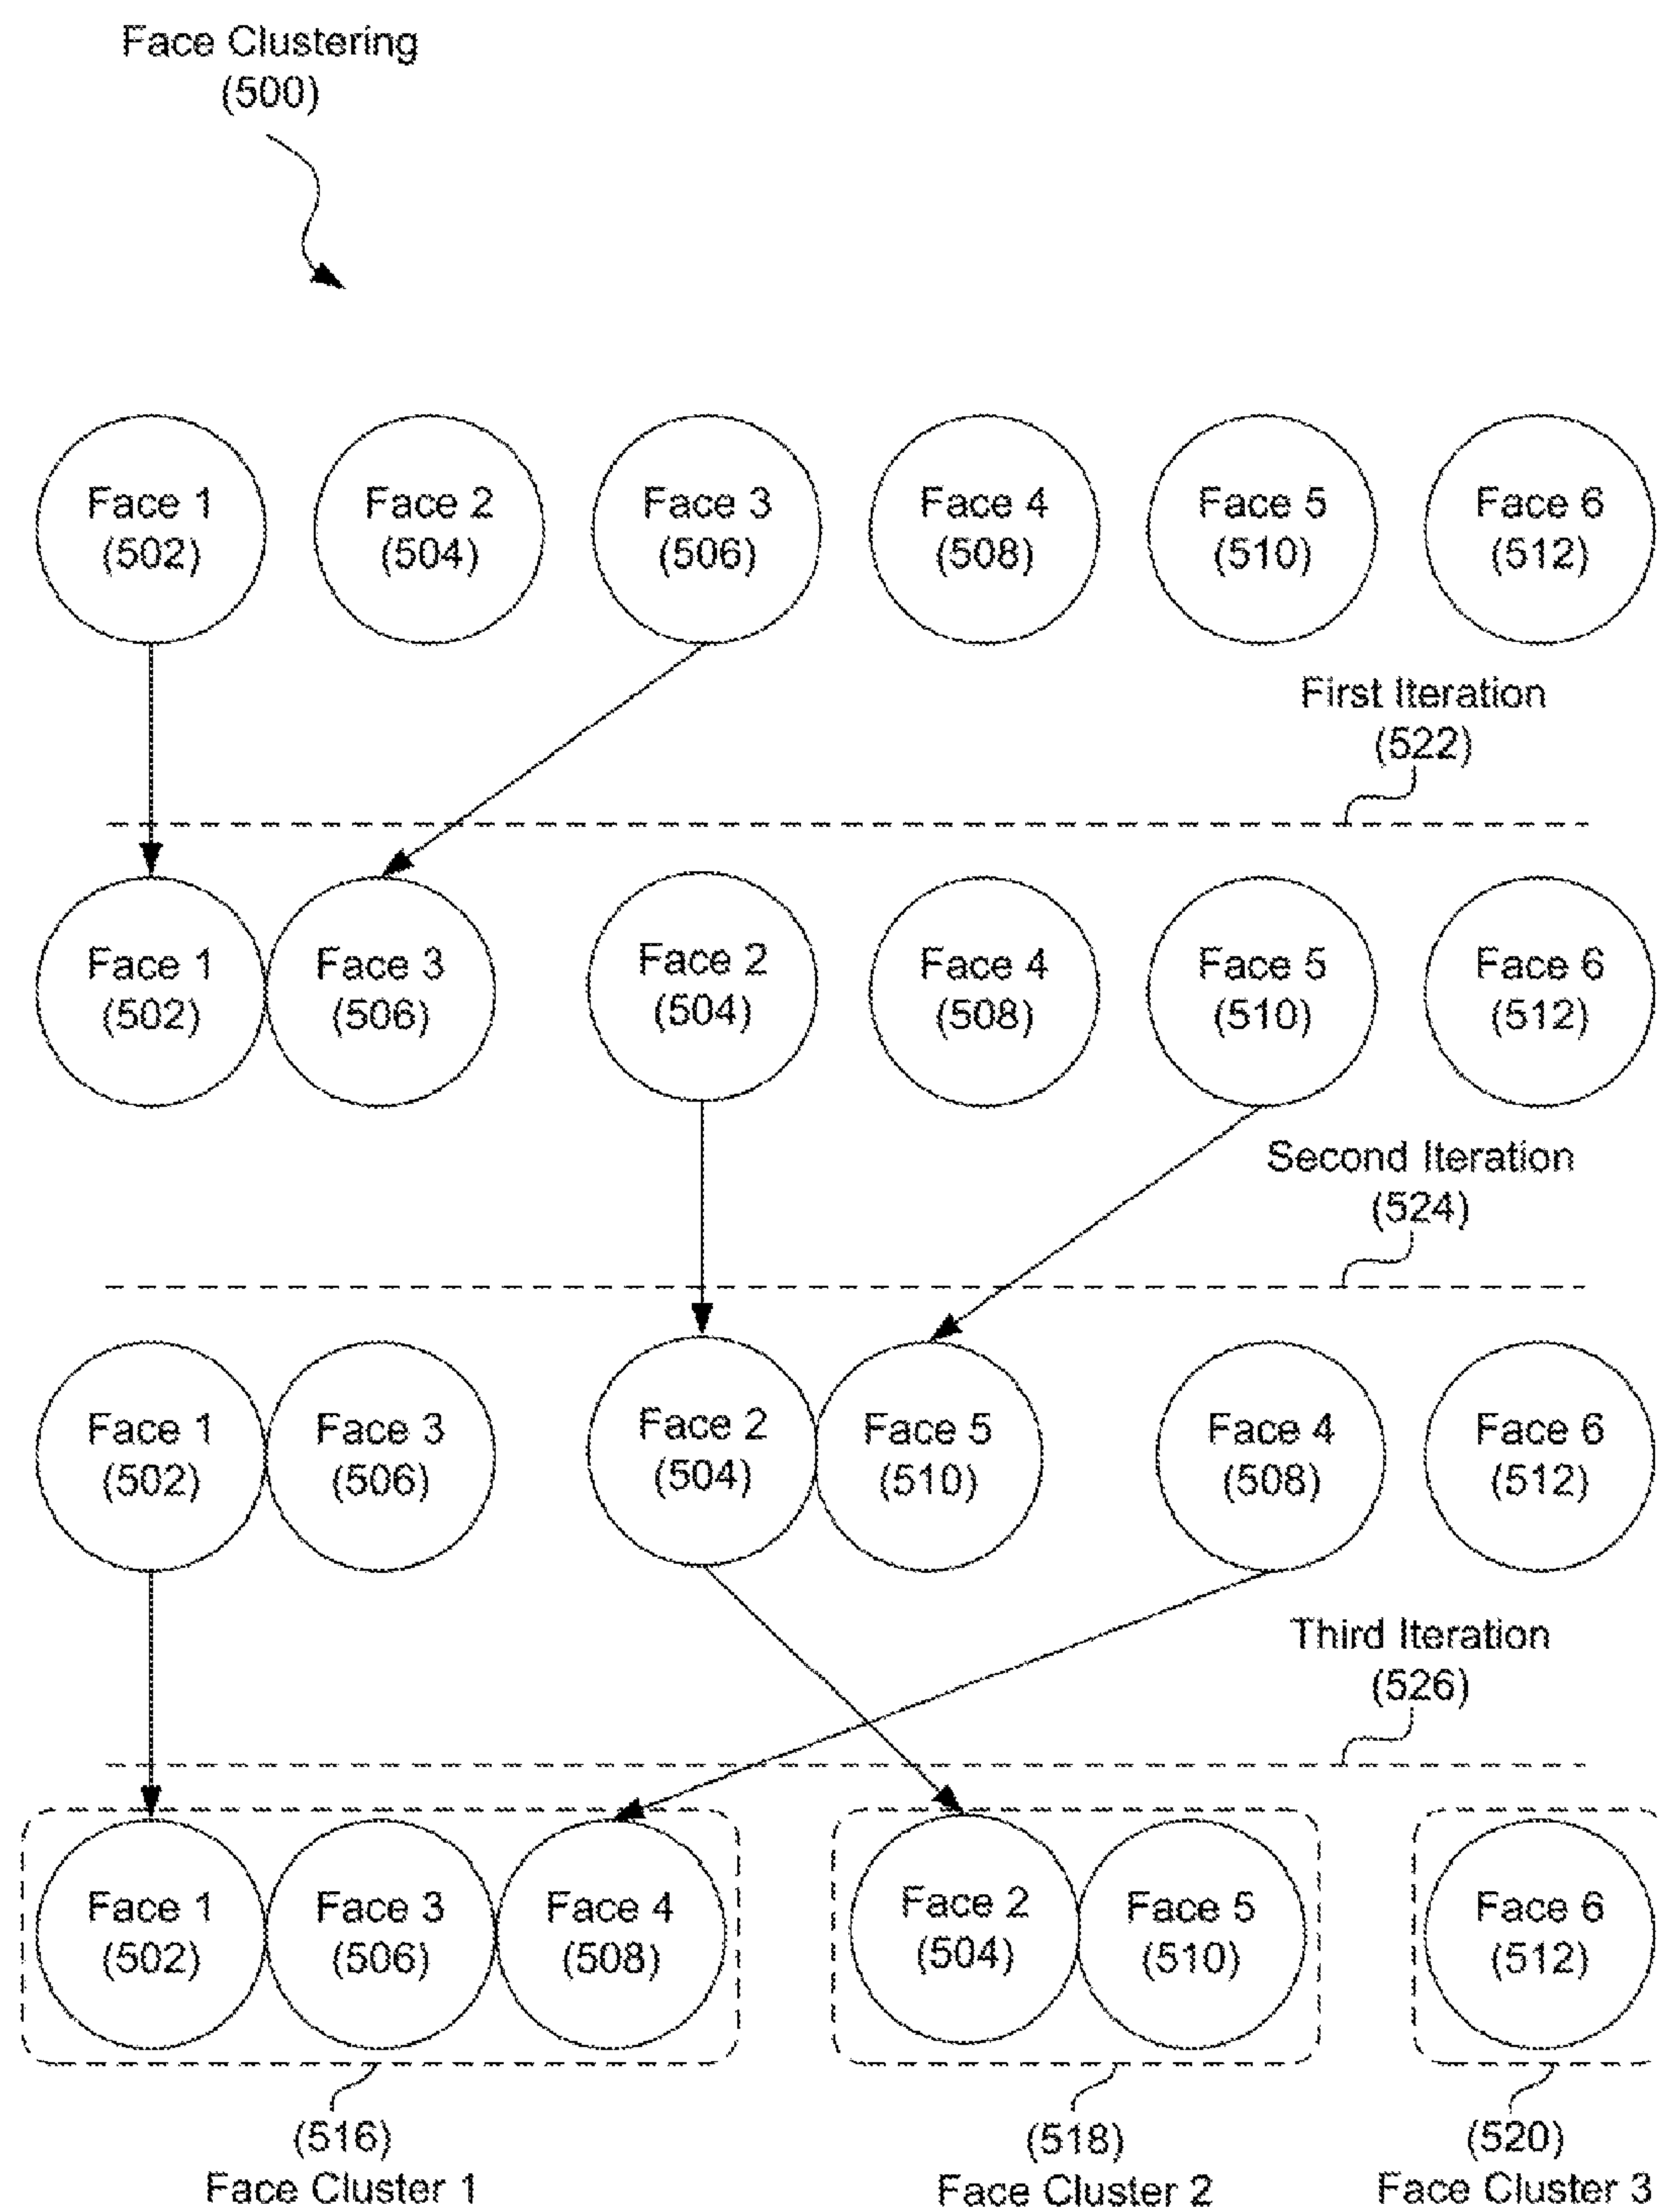 Face Clustering
(500)
Face 1
(502)
Face 2
(504)
Face 3
(506)
Face 4
(508)
Face 5
(510)
Face 6
(512)
First Iteration
(522)
Face 1
(502)
Face 3
(506)
Face 2
(504)
Face 4
(508)
Face 5
(510)
Face 6
(512)
Second Iteration
(524)
Face 1
(502)
Face 3
(506)
Face 2
(504)
Face 5
(510)
Face 4
(508)
Face 6
(512)
Third Iteration
(526)
Face 1
(502)
Face 3
(506)
Face 4
(508)
Face 2
(504)
Face 5
(510)
Face 6
(512)
(516)
Face Cluster 1
(518)
Face Cluster 2
(520)
Face Cluster 3